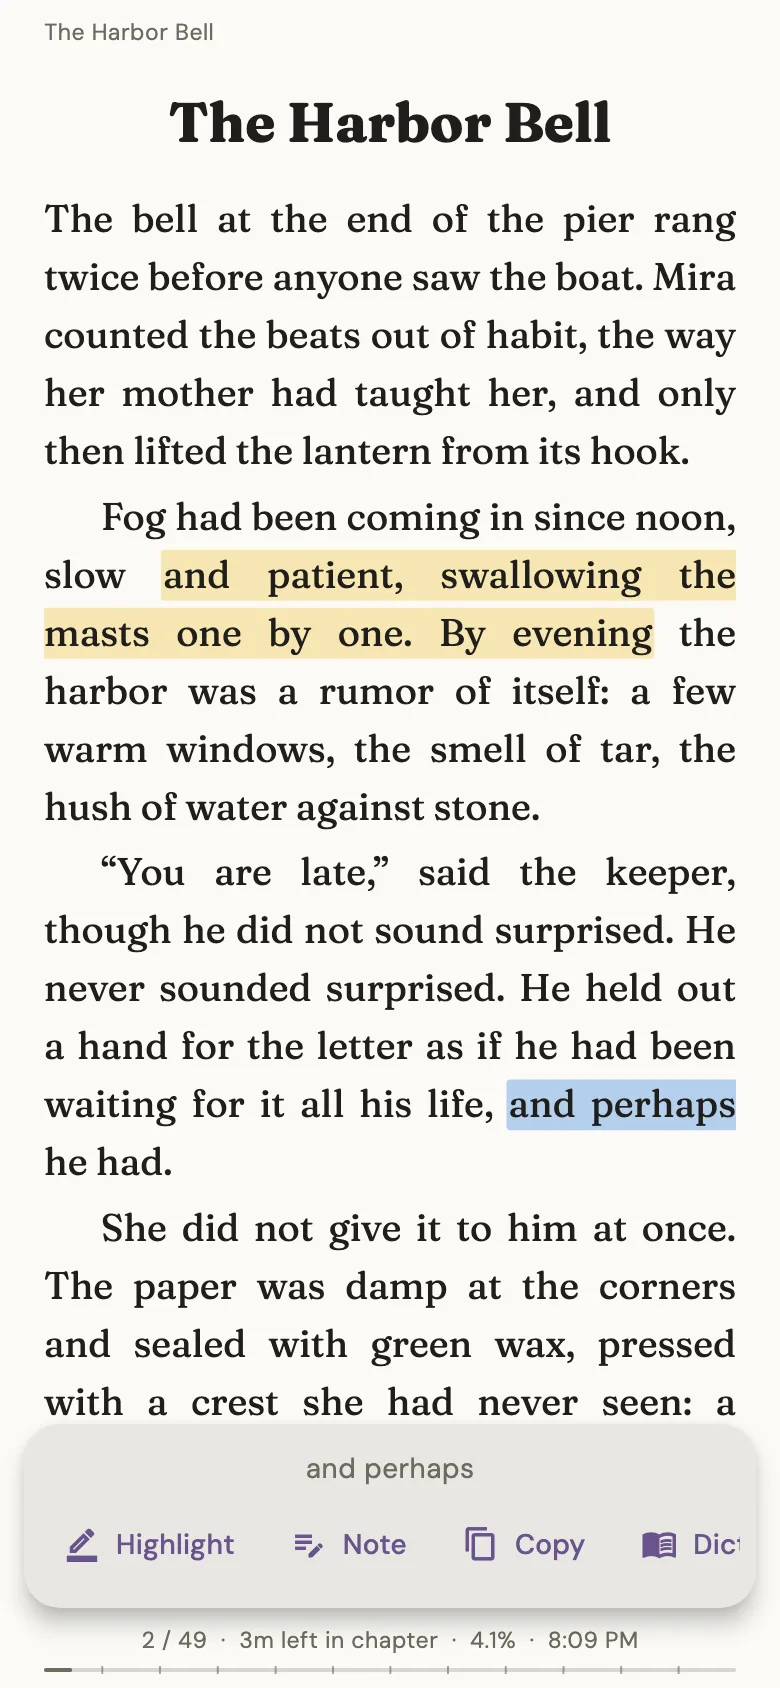 The Harbor Bell
The Harbor Bell
The bell at the end of the pier rang
twice before anyone saw the boat. Mira
counted the beats out of habit, the way
her mother had taught her, and only
then lifted the lantern from its hook.
Fog had been coming in since noon,
slow and patient, swallowing the
masts one by one. By evening the
harbor was a rumor of itself: a few
warm windows, the smell of tar, the
hush of water against stone.
“You are late,” said the keeper,
though he did not sound surprised. He
never sounded surprised. He held out
a hand for the letter as if he had been
waiting for it all his life, and perhaps
he had.
She did not give it to him at once.
The paper was damp at the corners
and sealed with green wax, pressed
with a crest she had never seen: a
and perhaps
Highlight Note Copy Dict
2 / 49 · 3m left in chapter · 4.1% · 8:09 PM